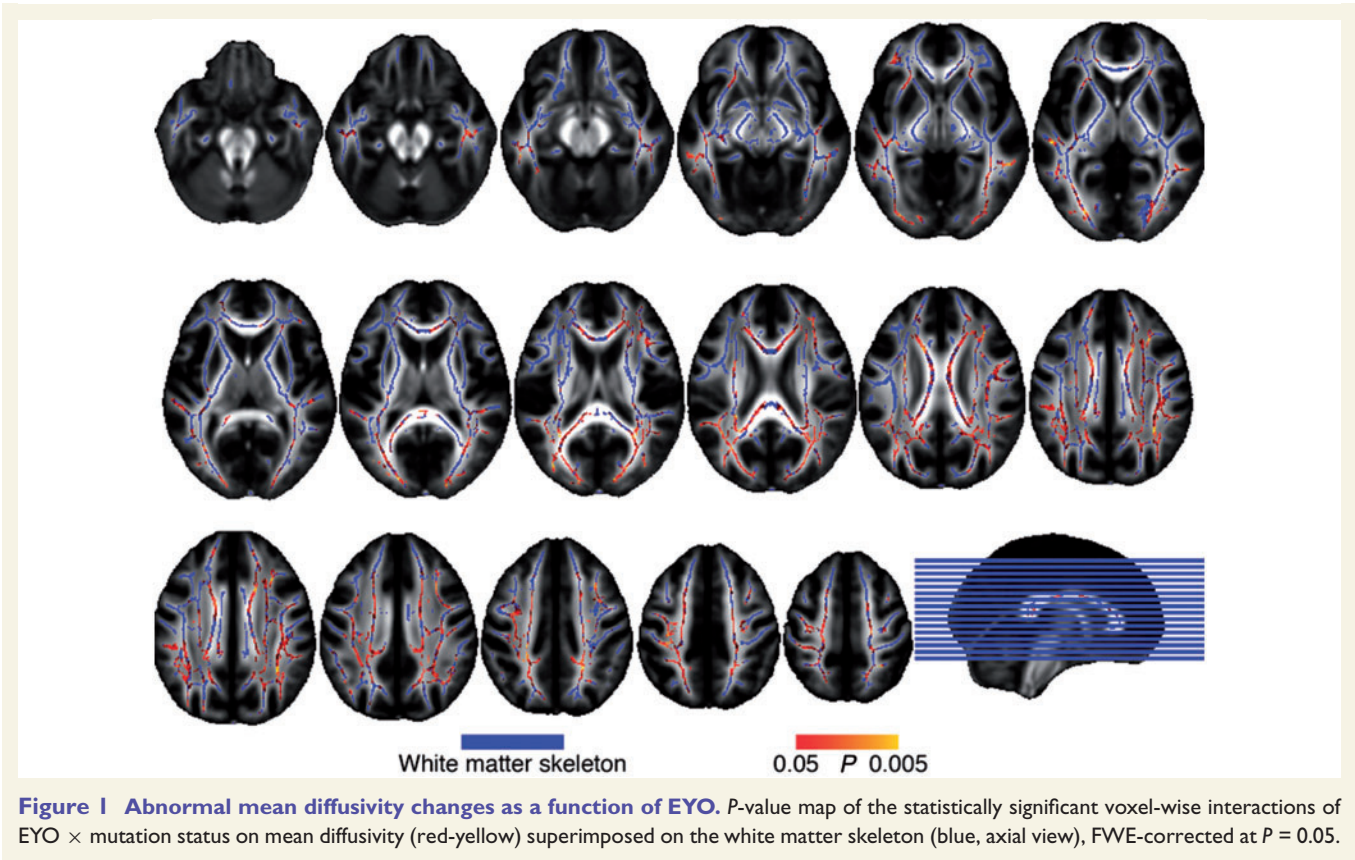 White matter skeleton
0.05 P 0.005
Figure 1 Abnormal mean diffusivity changes as a function of EYO. P-value map of the statistically significant voxel-wise interactions of
EYO × mutation status on mean diffusivity (red-yellow) superimposed on the white matter skeleton (blue, axial view), FWE-corrected at P = 0.05.